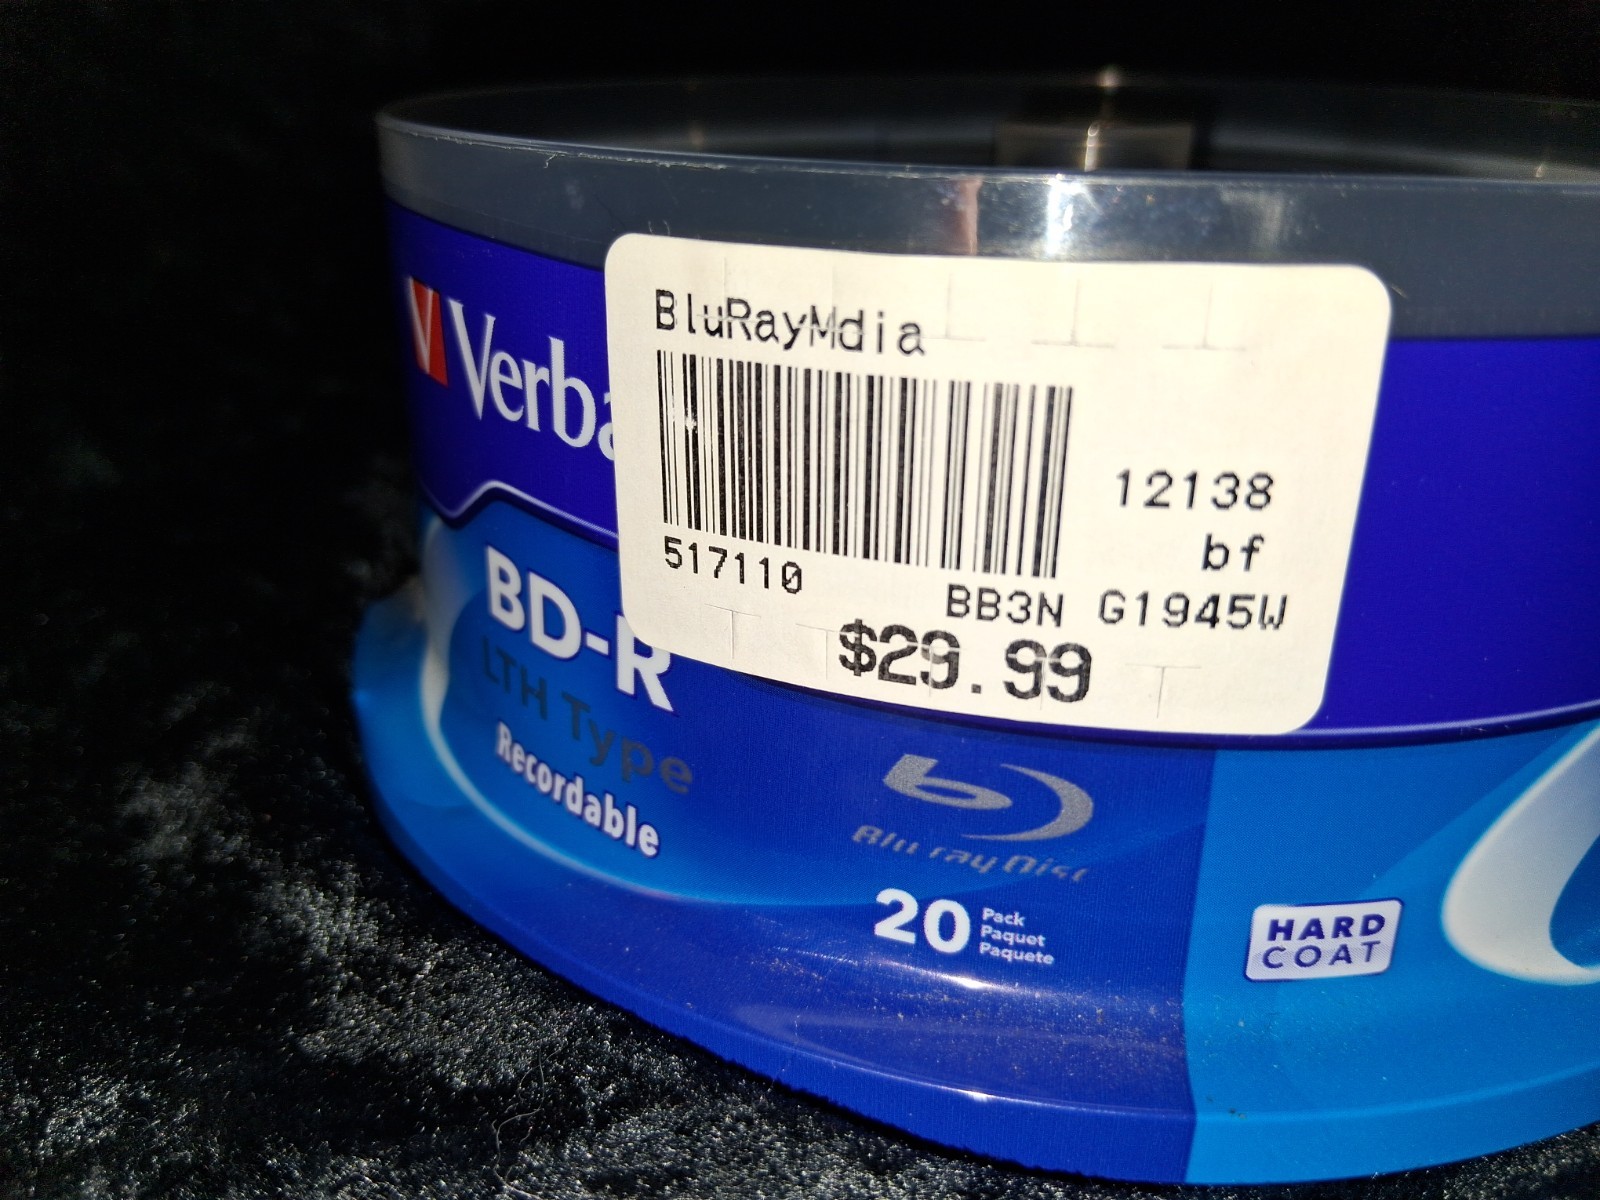 BluRayMdia
12138
bf
517110
BB3N G1945W
$29.99
V Verba
BD-R
LTH Type
Recordable
Blu ray Disc
20 Pack
Paquet
Paquete
HARD
COAT